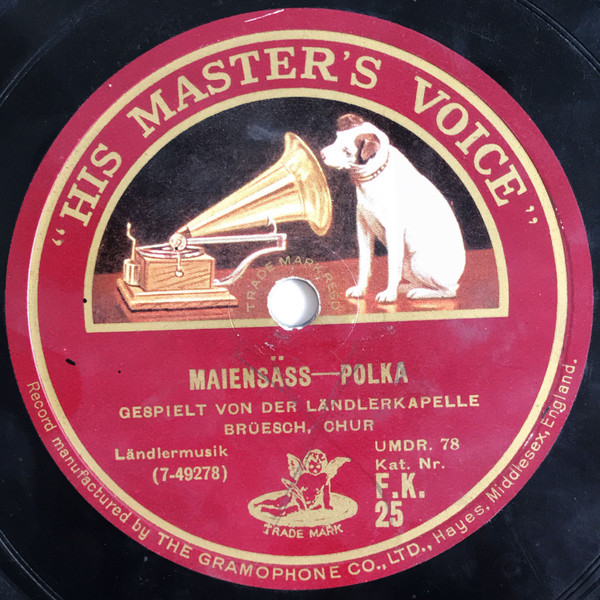 "HIS MASTER'S VOICE"
TRADE MARK REGD
MAIENSÄSS—POLKA
GESPIELT VON DER LÄNDLERKAPELLE
BRÜESCH, CHUR
Ländlermusik
(7-49278)
UMDR. 78
Kat. Nr.
F.K.
25
TRADE MARK
Record manufactured by THE GRAMOPHONE CO., LTD., Hayes, Middlesex, England.